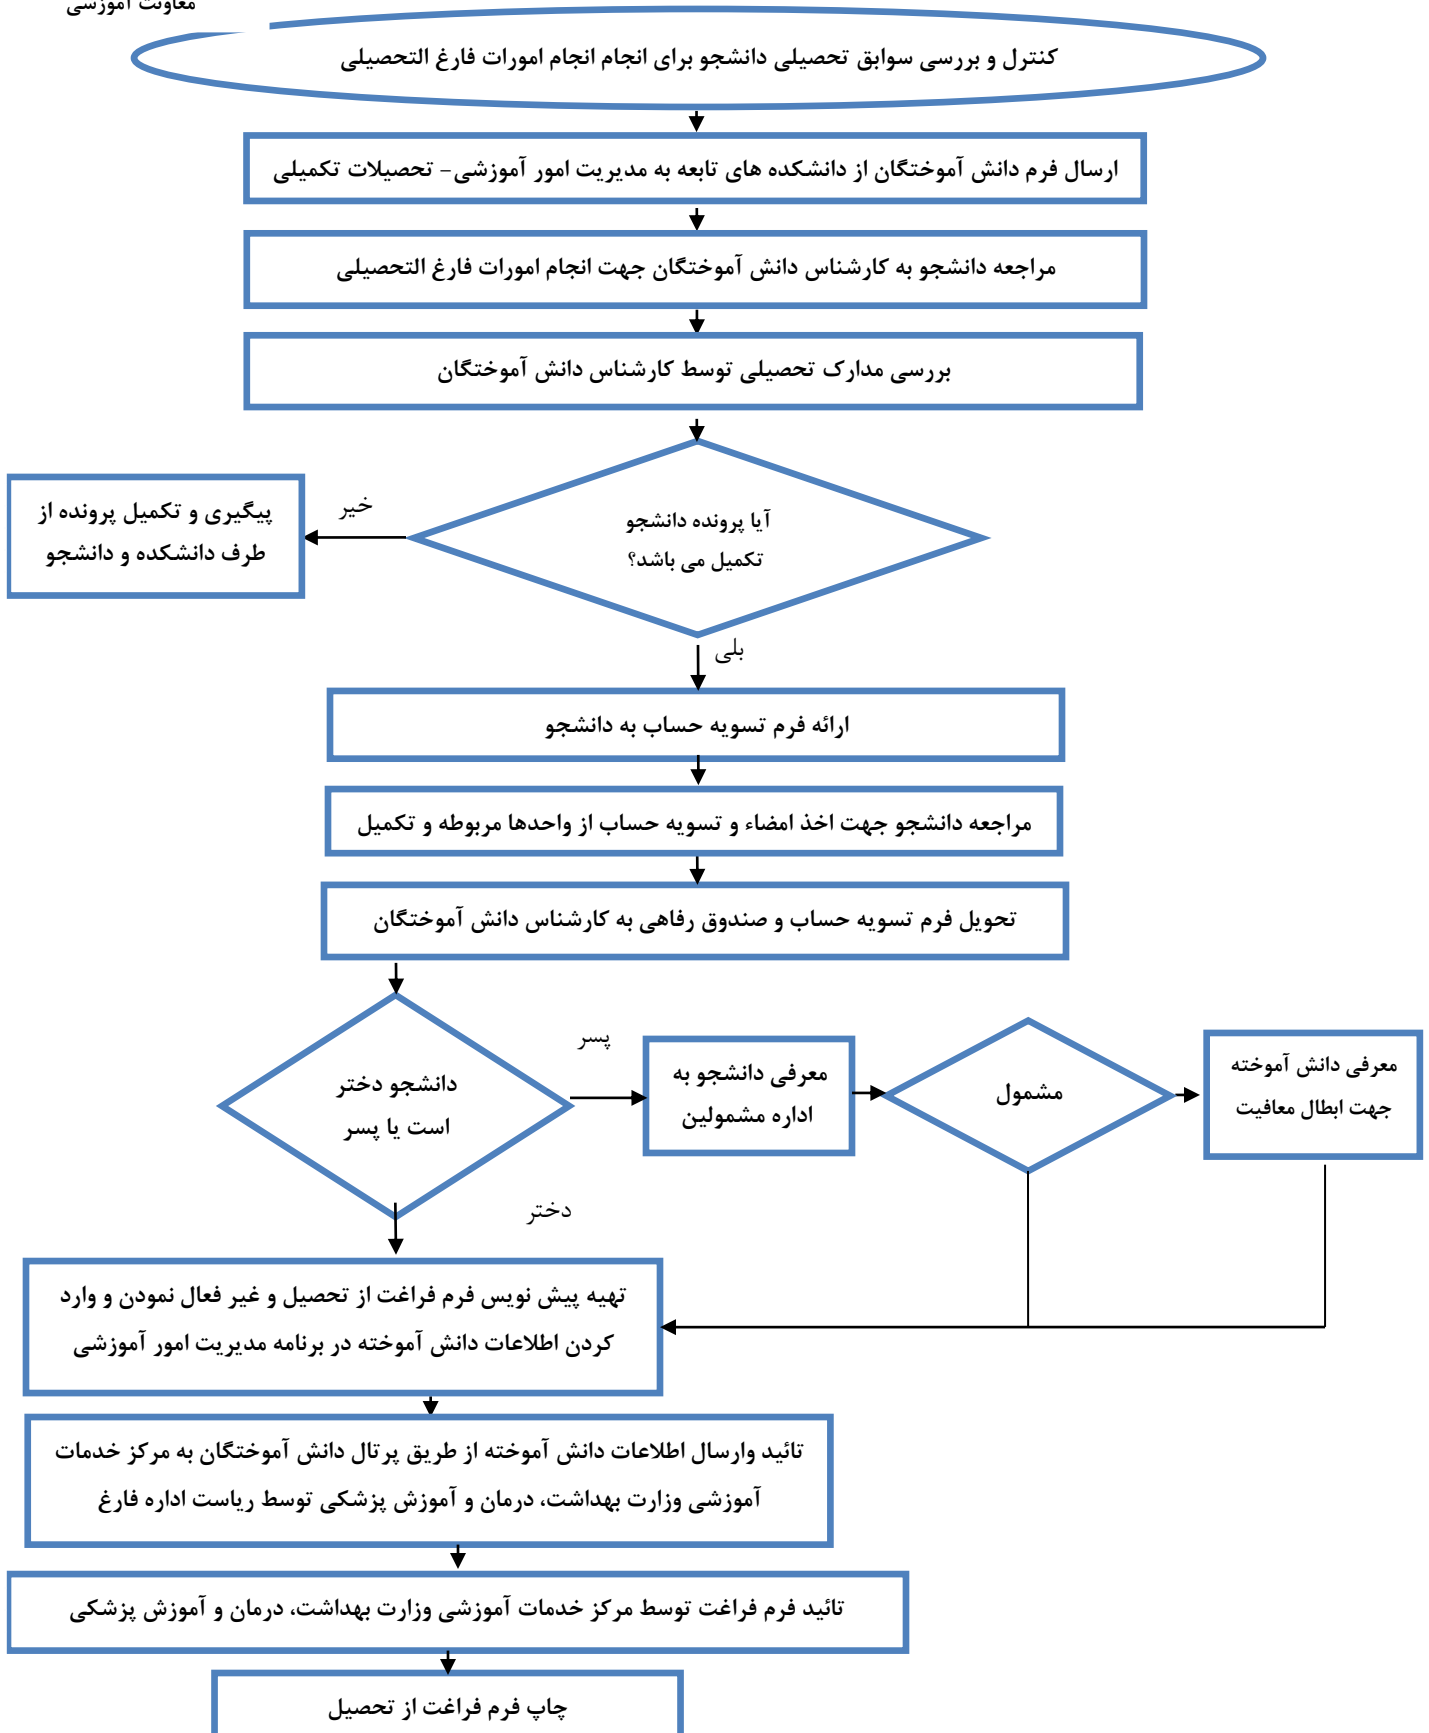 معاونت آموزشی
کنترل و بررسی سوابق تحصیلی دانشجو برای انجام انجام امورات فارغ التحصیلی
ارسال فرم دانش آموختگان از دانشکده های تابعه به مدیریت امور آموزشی- تحصیلات تکمیلی
مراجعه دانشجو به کارشناس دانش آموختگان جهت انجام امورات فارغ التحصیلی
بررسی مدارک تحصیلی توسط کارشناس دانش آموختگان
آیا پرونده دانشجو
تکمیل می باشد؟
خیر
پیگیری و تکمیل پرونده از
طرف دانشکده و دانشجو
بلی
ارائه فرم تسویه حساب به دانشجو
مراجعه دانشجو جهت اخذ امضاء و تسویه حساب از واحدها مربوطه و تکمیل
تحویل فرم تسویه حساب و صندوق رفاهی به کارشناس دانش آموختگان
دانشجو دختر
است یا پسر
پسر
معرفی دانشجو به
اداره مشمولین
مشمول
معرفی دانش آموخته
جهت ابطال معافیت
دختر
تهیه پیش نویس فرم فراغت از تحصیل و غیر فعال نمودن و وارد
کردن اطلاعات دانش آموخته در برنامه مدیریت امور آموزشی
تائید وارسال اطلاعات دانش آموخته از طریق پرتال دانش آموختگان به مرکز خدمات
آموزشی وزارت بهداشت، درمان و آموزش پزشکی توسط ریاست اداره فارغ
تائید فرم فراغت توسط مرکز خدمات آموزشی وزارت بهداشت، درمان و آموزش پزشکی
چاپ فرم فراغت از تحصیل